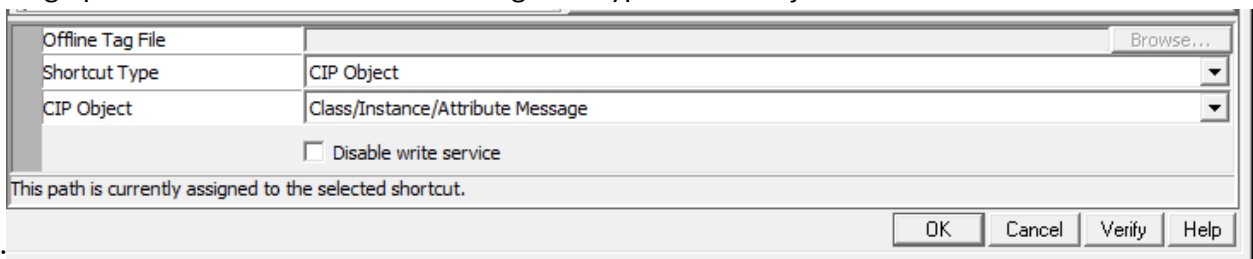 Offline Tag File Browse...
Shortcut Type CIP Object
CIP Object Class/Instance/Attribute Message
Disable write service
This path is currently assigned to the selected shortcut.
OK Cancel Verify Help
.